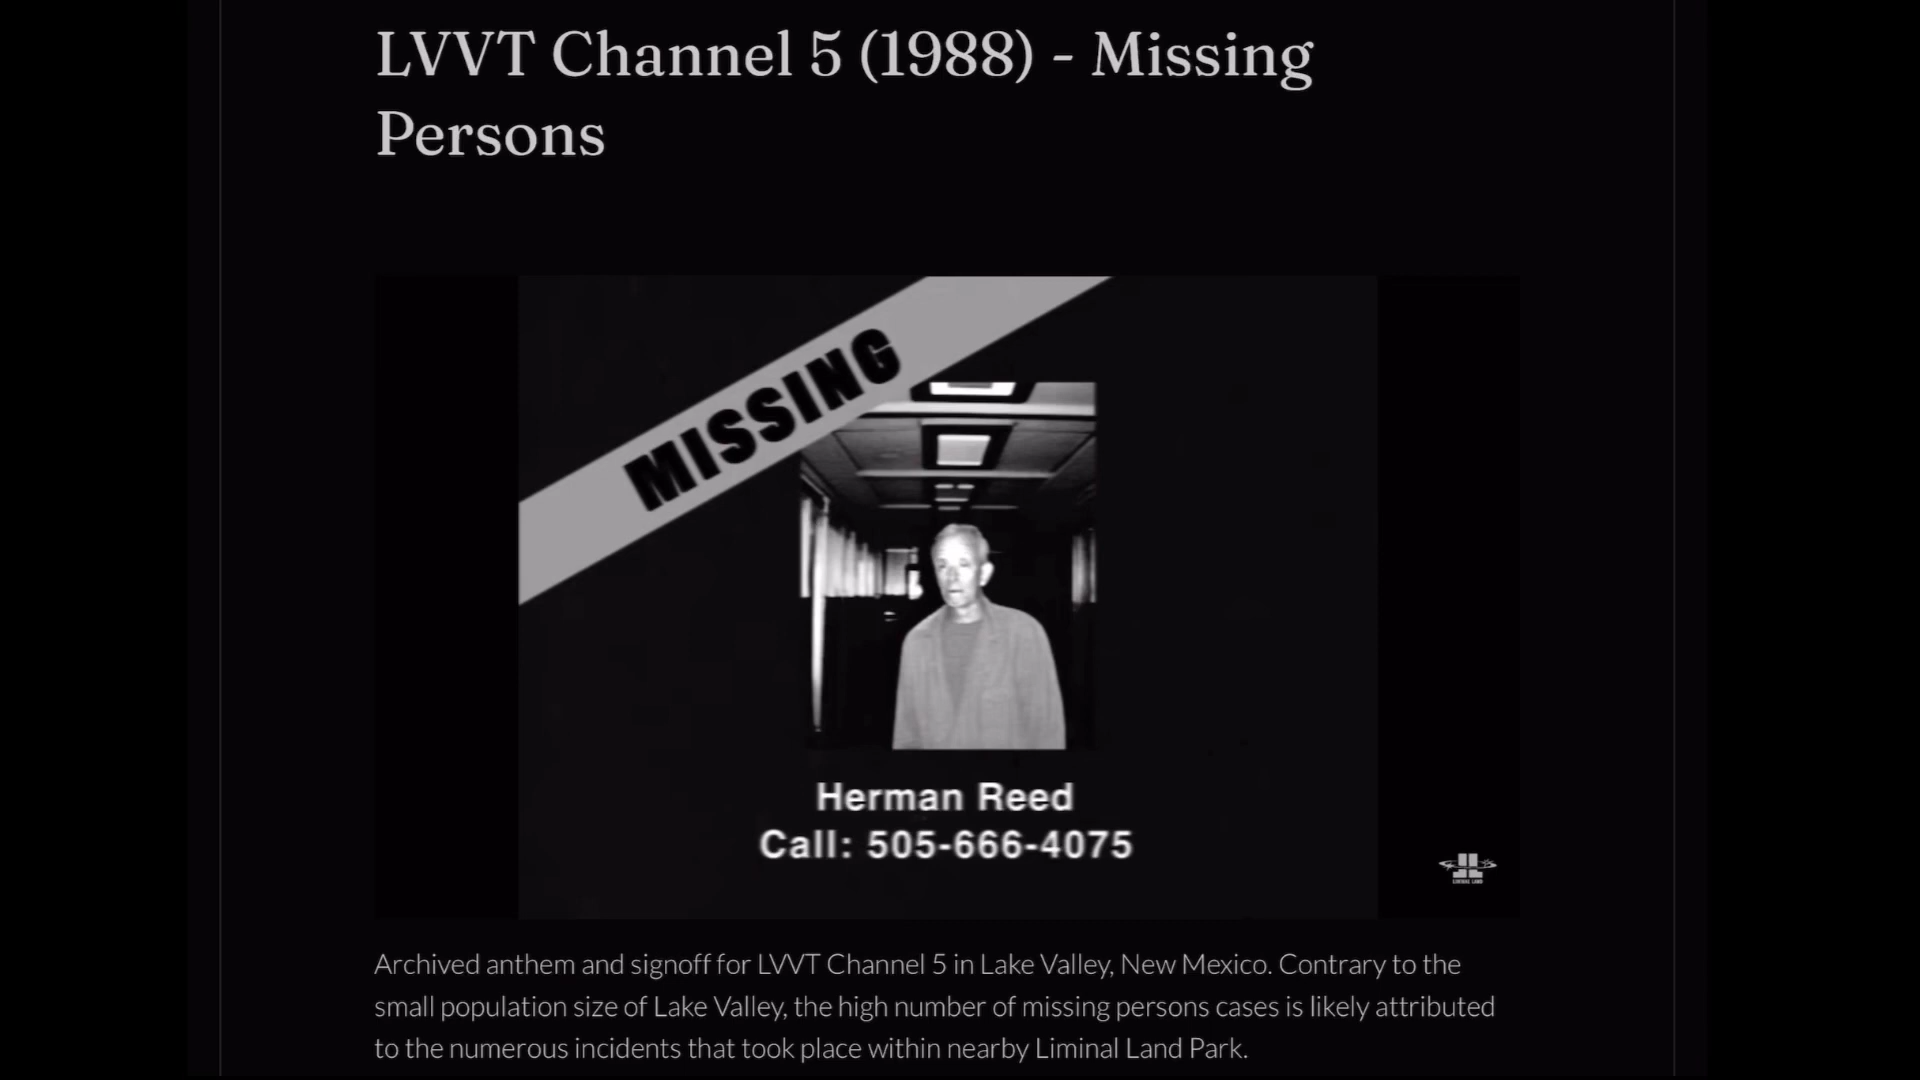 LVVT Channel 5 (1988) - Missing
Persons
MISSING
Herman Reed
Call: 505-666-4075
LIMINAL LAND
Archived anthem and signoff for LVVT Channel 5 in Lake Valley, New Mexico. Contrary to the
small population size of Lake Valley, the high number of missing persons cases is likely attributed
to the numerous incidents that took place within nearby Liminal Land Park.